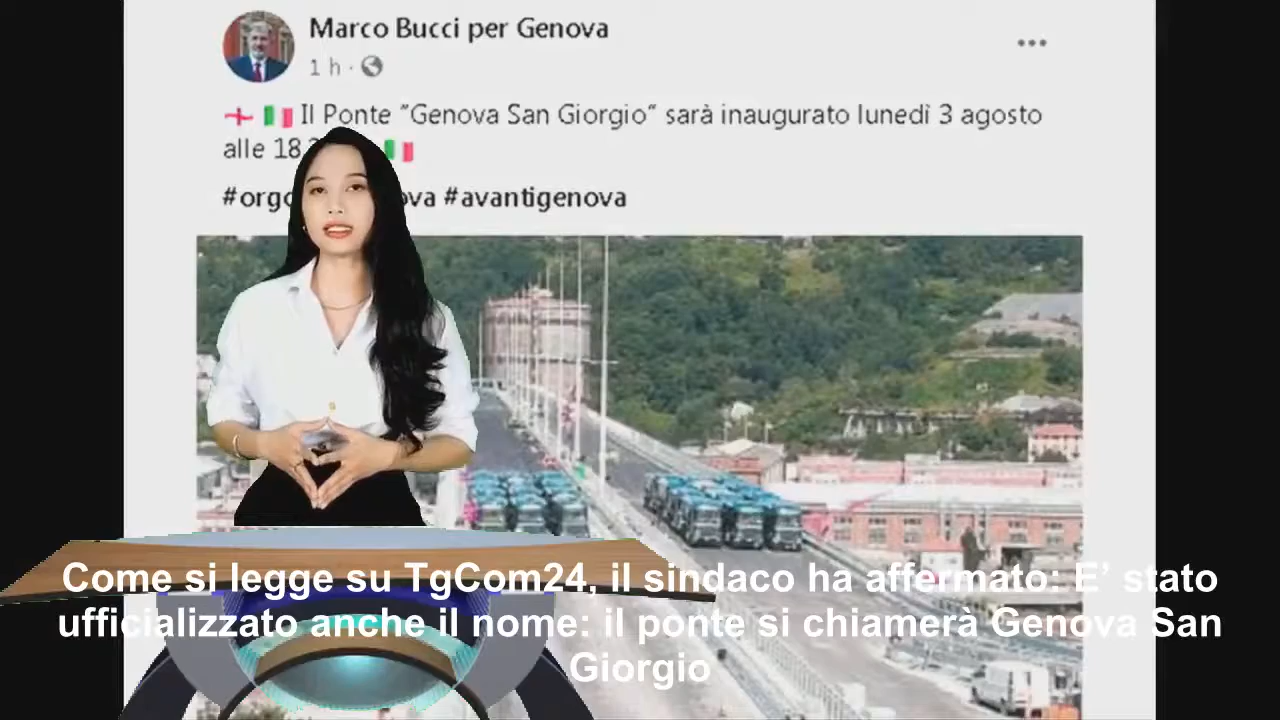 Marco Bucci per Genova
1 h ·
Il Ponte "Genova San Giorgio" sarà inaugurato lunedì 3 agosto
alle 18
#avantigenova
Come si legge su TgCom24, il sindaco ha affermato: E’ stato
ufficializzato anche il nome: il ponte si chiamerà Genova San
Giorgio